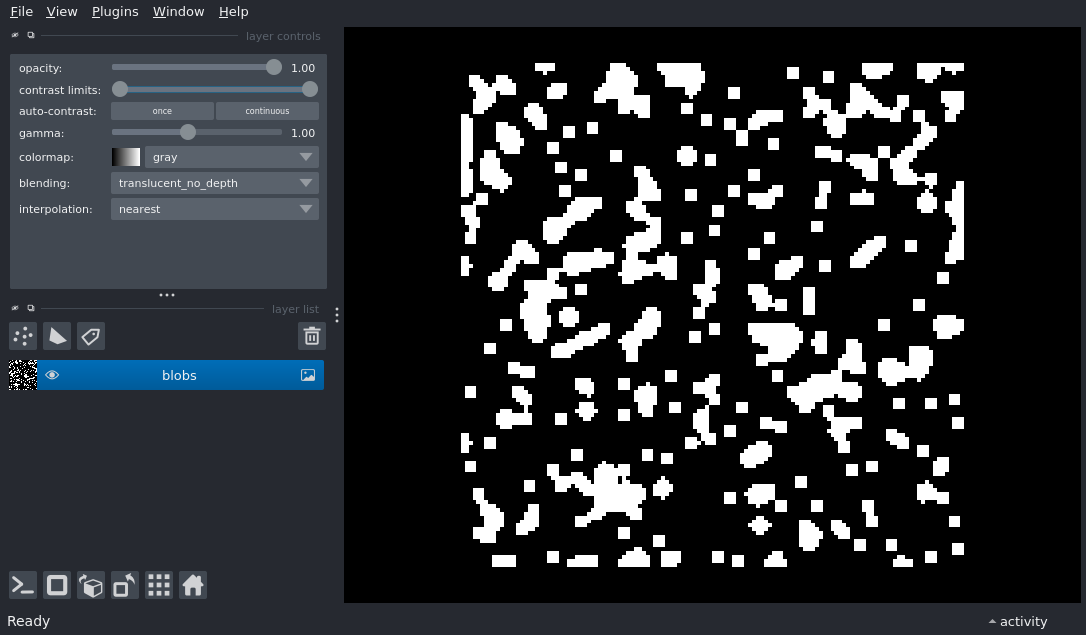 File View Plugins Window Help
layer controls
opacity: 1.00
contrast limits:
auto-contrast: once continuous
gamma: 1.00
colormap: gray
blending: translucent_no_depth
interpolation: nearest
layer list
blobs
Ready
activity